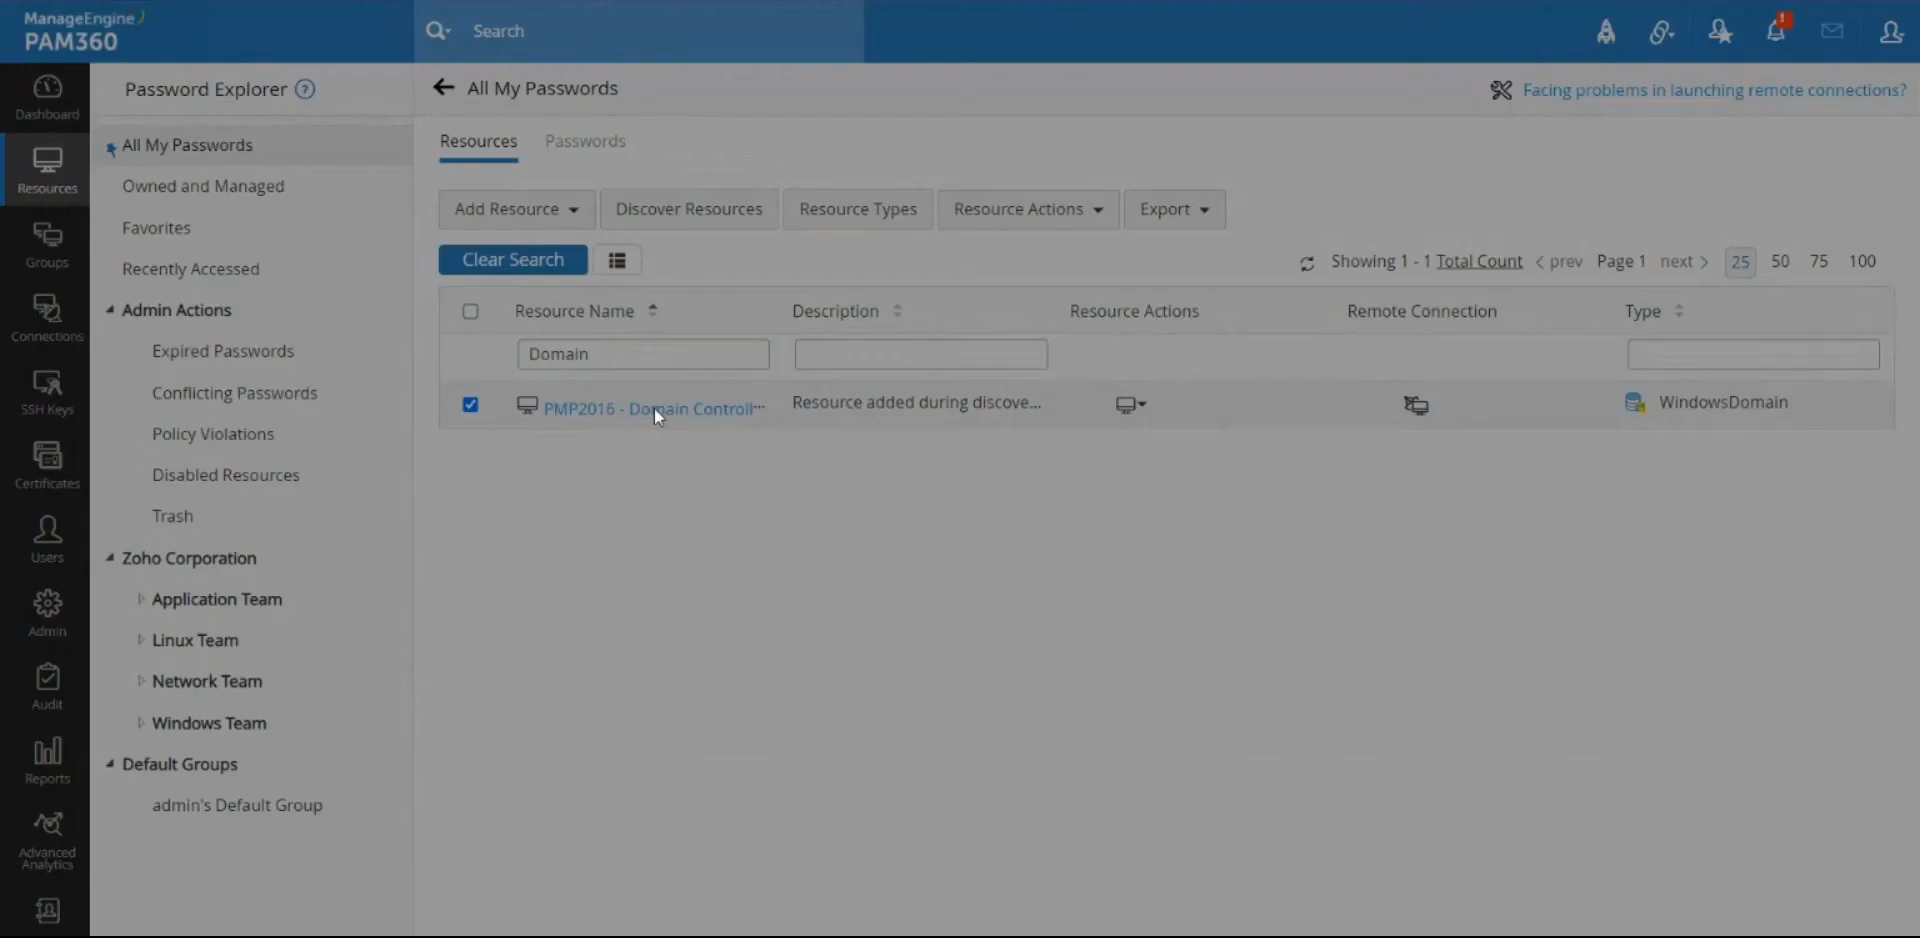 ManageEngine
PAM360
Search
!
Dashboard
Resources
Groups
Connections
SSH Keys
Certificates
Users
Admin
Audit
Reports
Advanced
Analytics
Password Explorer ?
All My Passwords
Owned and Managed
Favorites
Recently Accessed
Admin Actions
Expired Passwords
Conflicting Passwords
Policy Violations
Disabled Resources
Trash
Zoho Corporation
Application Team
Linux Team
Network Team
Windows Team
Default Groups
admin's Default Group
All My Passwords
Facing problems in launching remote connections?
Resources Passwords
Add Resource Discover Resources Resource Types Resource Actions Export
Clear Search
Showing 1 - 1 Total Count prev Page 1 next 25 50 75 100
Resource Name Description Resource Actions Remote Connection Type
Domain
PMP2016 - Domain Controll... Resource added during discove... WindowsDomain